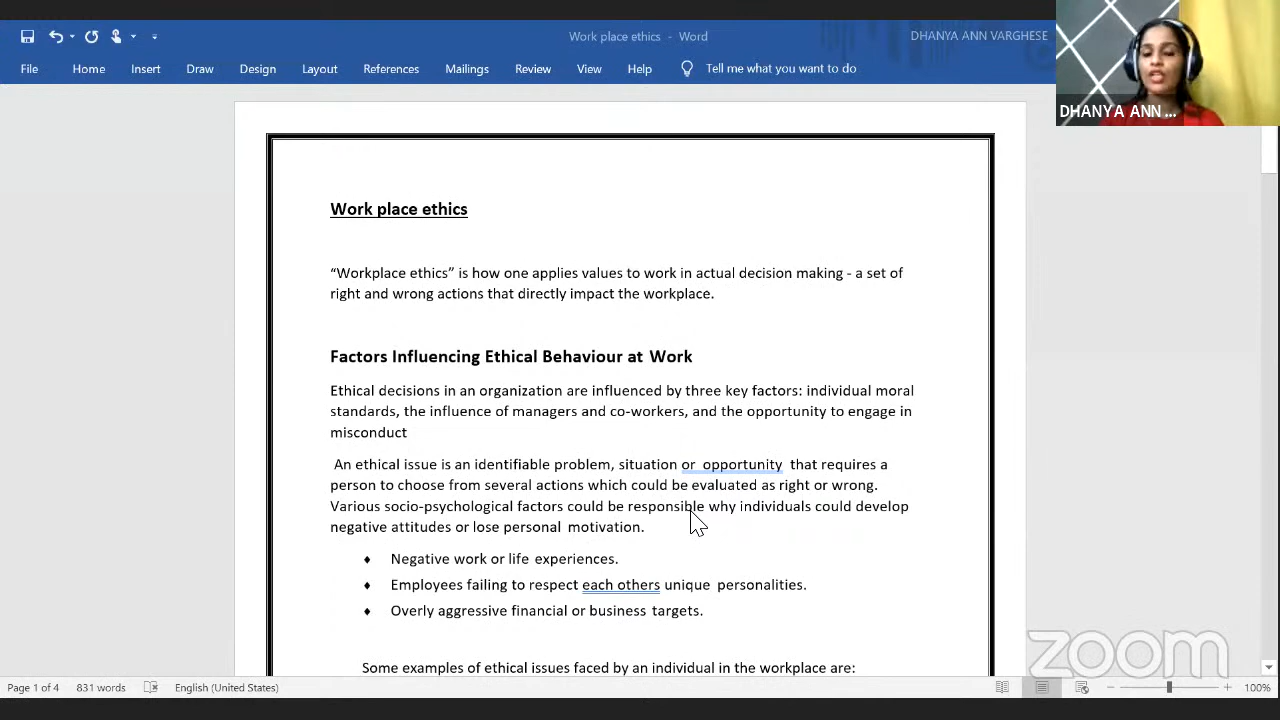 Work place ethics - Word
DHANYA ANN VARGHESE
File Home Insert Draw Design Layout References Mailings Review View Help Tell me what you want to do
DHANYA ANN ...
Work place ethics
“Workplace ethics” is how one applies values to work in actual decision making - a set of
right and wrong actions that directly impact the workplace.
Factors Influencing Ethical Behaviour at Work
Ethical decisions in an organization are influenced by three key factors: individual moral
standards, the influence of managers and co-workers, and the opportunity to engage in
misconduct
An ethical issue is an identifiable problem, situation or opportunity that requires a
person to choose from several actions which could be evaluated as right or wrong.
Various socio-psychological factors could be responsible why individuals could develop
negative attitudes or lose personal motivation.
♦ Negative work or life experiences.
♦ Employees failing to respect each others unique personalities.
♦ Overly aggressive financial or business targets.
Some examples of ethical issues faced by an individual in the workplace are:
zoom
Page 1 of 4 831 words English (United States) 100%